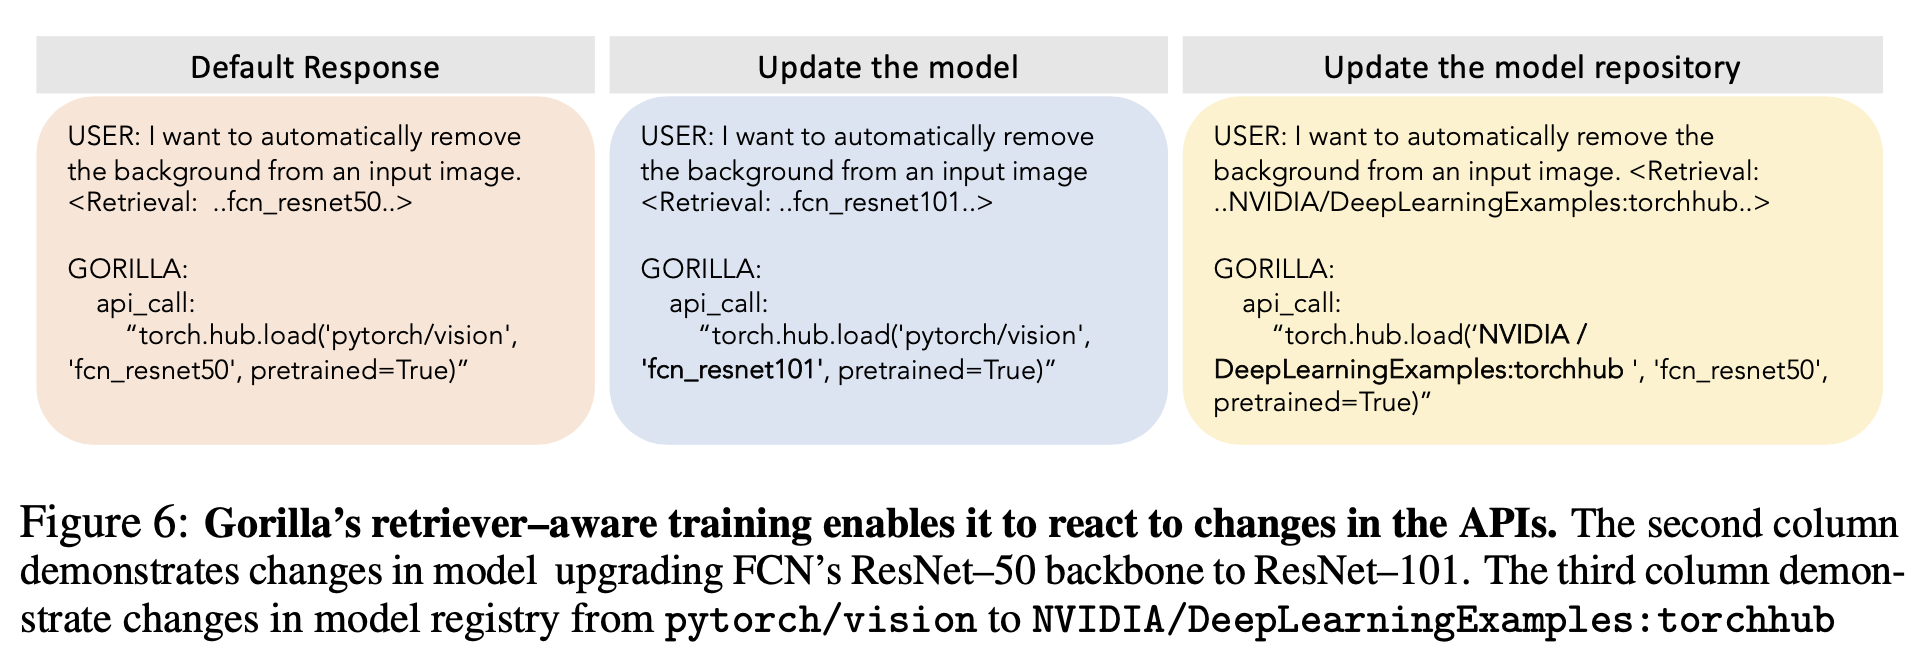 Default Response
USER: I want to automatically remove
the background from an input image.
<Retrieval:  ..fcn_resnet50..>
GORILLA:
api_call:
“torch.hub.load('pytorch/vision',
'fcn_resnet50', pretrained=True)”
Update the model
USER: I want to automatically remove
the background from an input image
<Retrieval: ..fcn_resnet101..>
GORILLA:
api_call:
“torch.hub.load('pytorch/vision',
'fcn_resnet101', pretrained=True)”
Update the model repository
USER: I want to automatically remove the
background from an input image. <Retrieval:
..NVIDIA/DeepLearningExamples:torchhub..>
GORILLA:
api_call:
“torch.hub.load(‘NVIDIA /
DeepLearningExamples:torchhub ', 'fcn_resnet50',
pretrained=True)”
Figure 6: Gorilla’s retriever–aware training enables it to react to changes in the APIs. The second column
demonstrates changes in model  upgrading FCN’s ResNet–50 backbone to ResNet–101. The third column demon-
strate changes in model registry from pytorch/vision to NVIDIA/DeepLearningExamples:torchhub